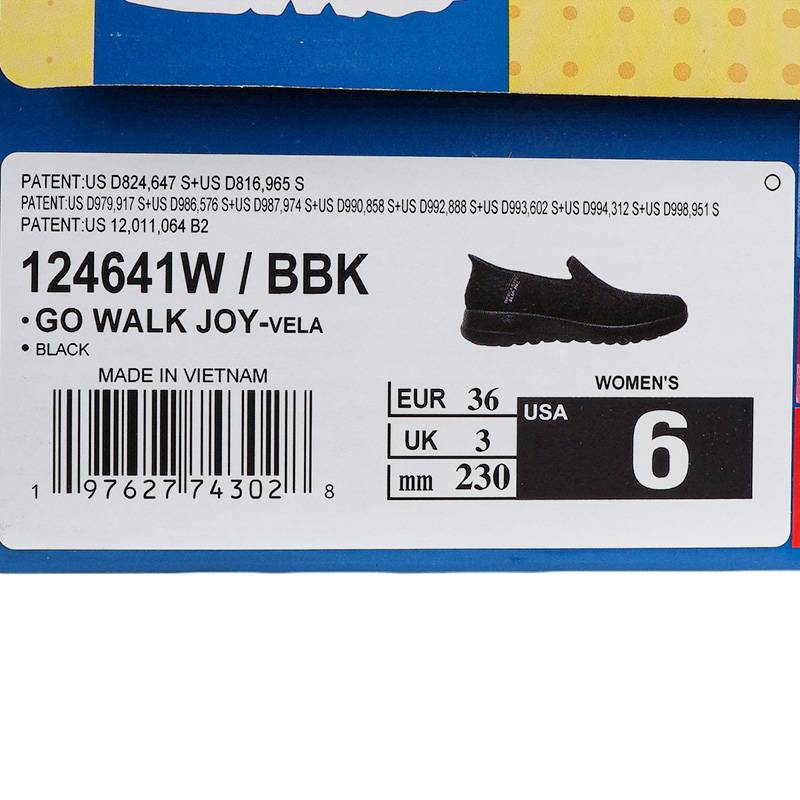 PATENT:US D824,647 S+US D816,965 S
PATENT:US D979,917 S+US D986,576 S+US D987,974 S+US D990,858 S+US D992,888 S+US D993,602 S+US D994,312 S+US D998,951 S
PATENT:US 12,011,064 B2
124641W / BBK
• GO WALK JOY-VELA
• BLACK
MADE IN VIETNAM
1 97627 74302 8
EUR 36
UK 3
mm 230
WOMEN'S
USA 6